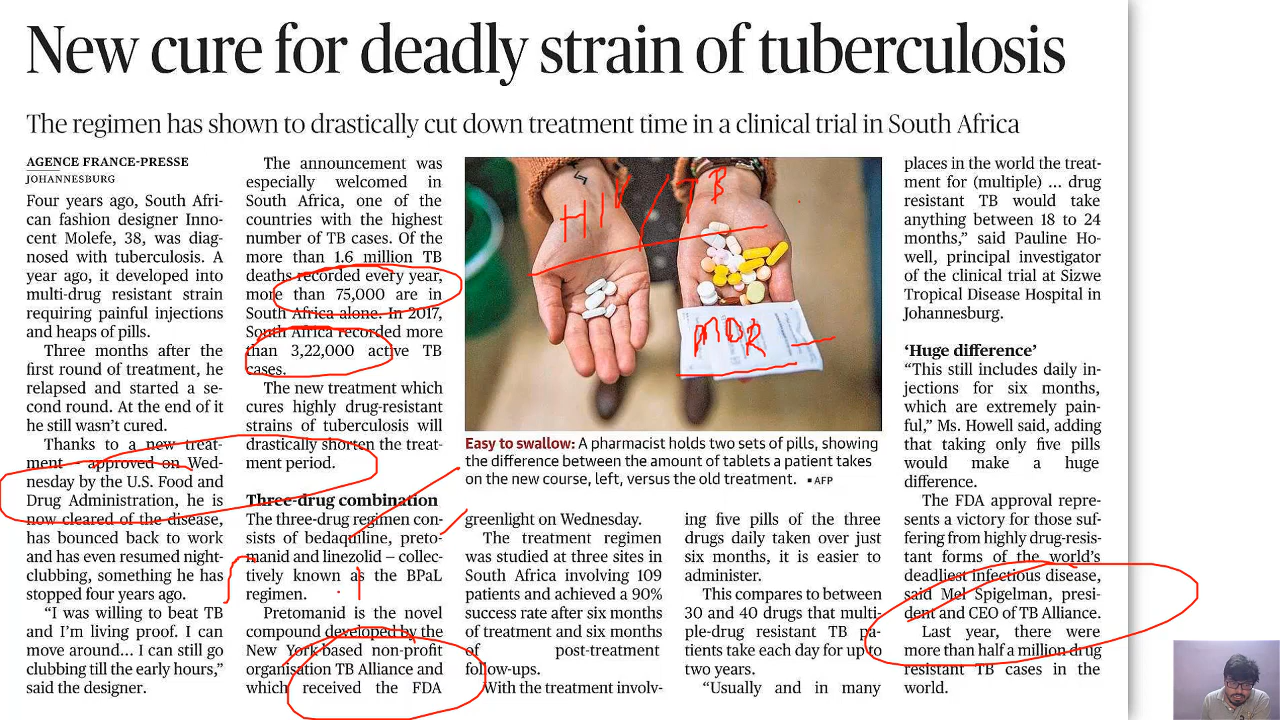 New cure for deadly strain of tuberculosis
The regimen has shown to drastically cut down treatment time in a clinical trial in South Africa
AGENCE FRANCE-PRESSE
JOHANNESBURG
Four years ago, South Afri-
can fashion designer Inno-
cent Molefe, 38, was diag-
nosed with tuberculosis. A
year ago, it developed into
multi-drug resistant strain
requiring painful injections
and heaps of pills.
Three months after the
first round of treatment, he
relapsed and started a se-
cond round. At the end of it
he still wasn't cured.
Thanks to a new treat-
ment – approved on Wed-
nesday by the U.S. Food and
Drug Administration, he is
now cleared of the disease,
has bounced back to work
and has even resumed night-
clubbing, something he has
stopped four years ago.
"I was willing to beat TB
and I'm living proof. I can
move around... I can still go
clubbing till the early hours,"
said the designer.
The announcement was
especially welcomed in
South Africa, one of the
countries with the highest
number of TB cases. Of the
more than 1.6 million TB
deaths recorded every year,
more than 75,000 are in
South Africa alone. In 2017,
South Africa recorded more
than 3,22,000 active TB
cases.
The new treatment which
cures highly drug-resistant
strains of tuberculosis will
drastically shorten the treat-
ment period.
Three-drug combination
The three-drug regimen con-
sists of bedaquiline, preto-
manid and linezolid – collec-
tively known as the BPaL
regimen.
Pretomanid is the novel
compound developed by the
New York-based non-profit
organisation TB Alliance and
which received the FDA
HIV/TB
MDR
Easy to swallow: A pharmacist holds two sets of pills, showing
the difference between the amount of tablets a patient takes
on the new course, left, versus the old treatment. ▪ AFP
greenlight on Wednesday.
The treatment regimen
was studied at three sites in
South Africa involving 109
patients and achieved a 90%
success rate after six months
of treatment and six months
of post-treatment
follow-ups.
With the treatment involv-
ing five pills of the three
drugs daily taken over just
six months, it is easier to
administer.
This compares to between
30 and 40 drugs that multi-
ple-drug resistant TB pa-
tients take each day for up to
two years.
"Usually and in many
places in the world the treat-
ment for (multiple) ... drug
resistant TB would take
anything between 18 to 24
months," said Pauline Ho-
well, principal investigator
of the clinical trial at Sizwe
Tropical Disease Hospital in
Johannesburg.
'Huge difference'
"This still includes daily in-
jections for six months,
which are extremely pain-
ful," Ms. Howell said, adding
that taking only five pills
would make a huge
difference.
The FDA approval repre-
sents a victory for those suf-
fering from highly drug-resis-
tant forms of the world's
deadliest infectious disease,
said Mel Spigelman, presi-
dent and CEO of TB Alliance.
Last year, there were
more than half a million drug
resistant TB cases in the
world.